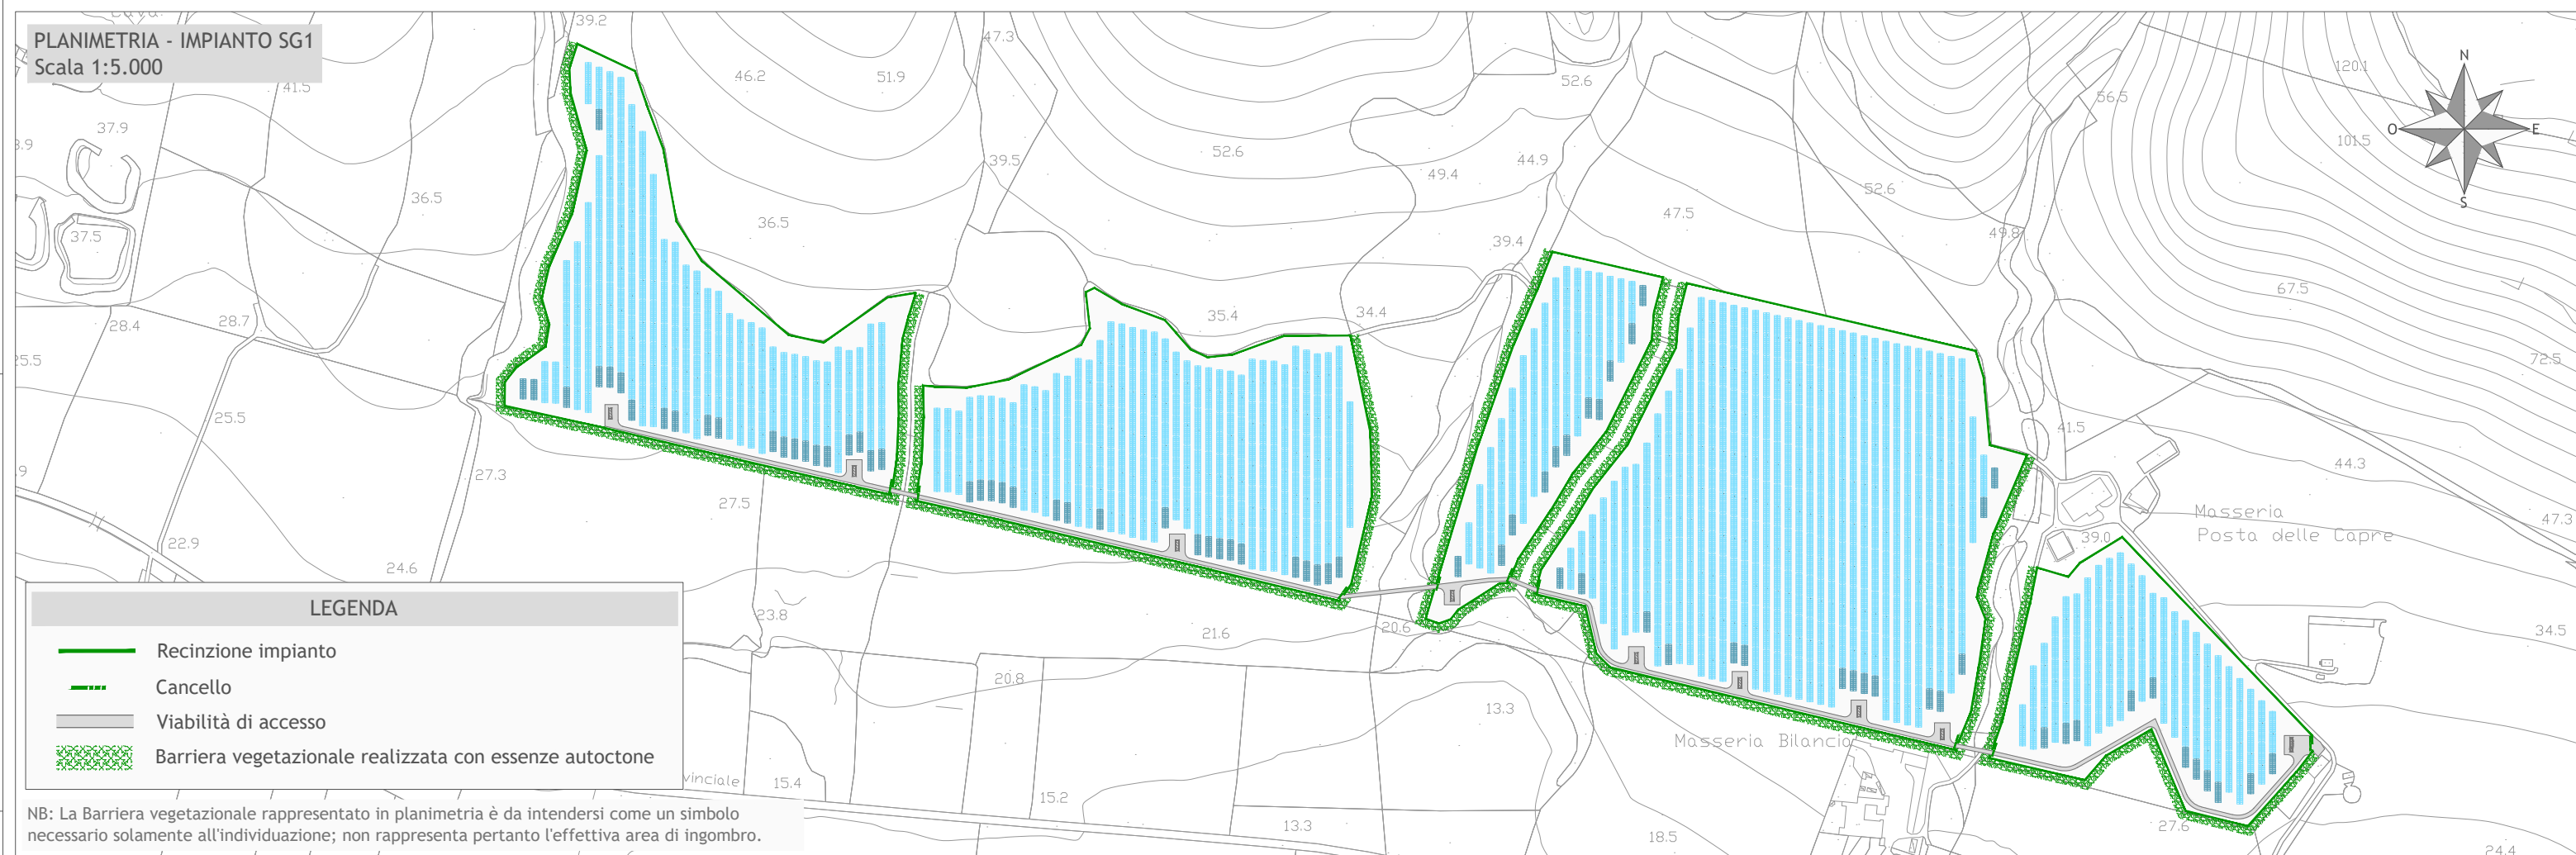 Cava.
39.2
PLANIMETRIA - IMPIANTO SG1
Scala 1:5.000
47.3
N
O
E
S
46.2
51.9
52.6
120.1
41.5
56.5
37.9
101.5
52.6
39.5
44.9
49.4
52.6
36.5
47.5
36.5
49.8
37.5
39.4
67.5
34.4
35.4
28.7
28.4
25.5
72.5
25.5
41.5
44.3
27.3
27.5
Masseria
Posta delle Capre
47.3
39.0
22.9
24.6
23.8
21.6
20.6
34.5
20.8
13.3
Masseria Bilancia
LEGENDA
Recinzione impianto
Cancello
Viabilità di accesso
Barriera vegetazionale realizzata con essenze autoctone
vinciale
15.4
15.2
13.3
18.5
27.6
24.4
NB: La Barriera vegetazionale rappresentato in planimetria è da intendersi come un simbolo
necessario solamente all'individuazione; non rappresenta pertanto l'effettiva area di ingombro.